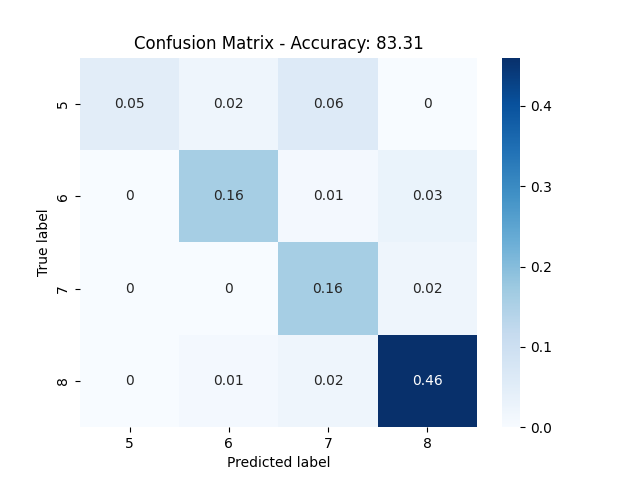 Confusion Matrix - Accuracy: 83.31
True label
5 0.05 0.02 0.06 0
6 0 0.16 0.01 0.03
7 0 0 0.16 0.02
8 0 0.01 0.02 0.46
5 6 7 8
Predicted label
0.4
0.3
0.2
0.1
0.0